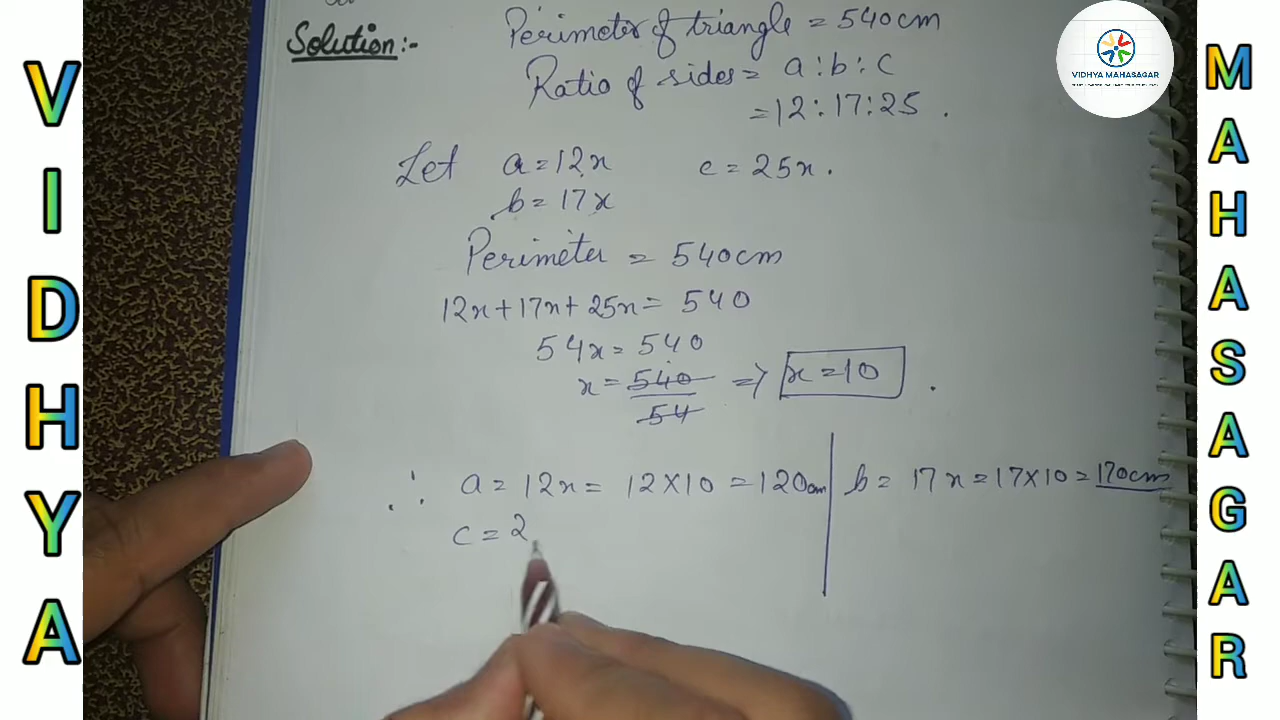 VIDHYA
Solution:-
Perimeter of triangle = 540cm
Ratio of sides = a:b:c
=12:17:25.
Let a=12x c=25x.
b=17x
Perimeter = 540cm
12x+17x+25x= 540
54x=540
x=540/54 => x=10.
∴ a=12x= 12×10=120cm b= 17x=17×10=170cm
c=2
VIDHYA MAHASAGAR
MAHASAGAR